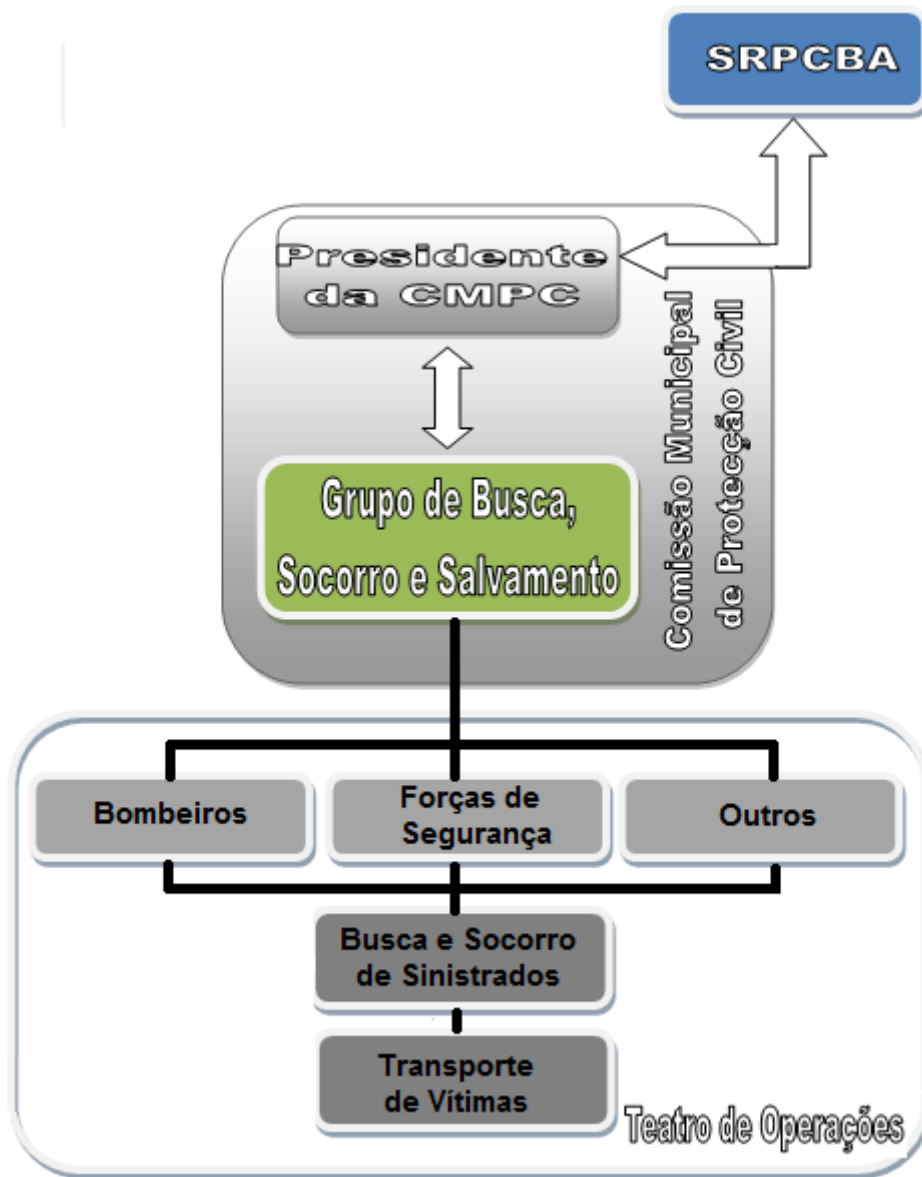 SRPCBA
Presidente
da CMPC
Comissão Municipal
de Protecção Civil
Grupo de Busca,
Socorro e Salvamento
Bombeiros
Forças de
Segurança
Outros
Busca e Socorro
de Sinistrados
Transporte
de Vítimas
Teatro de Operações